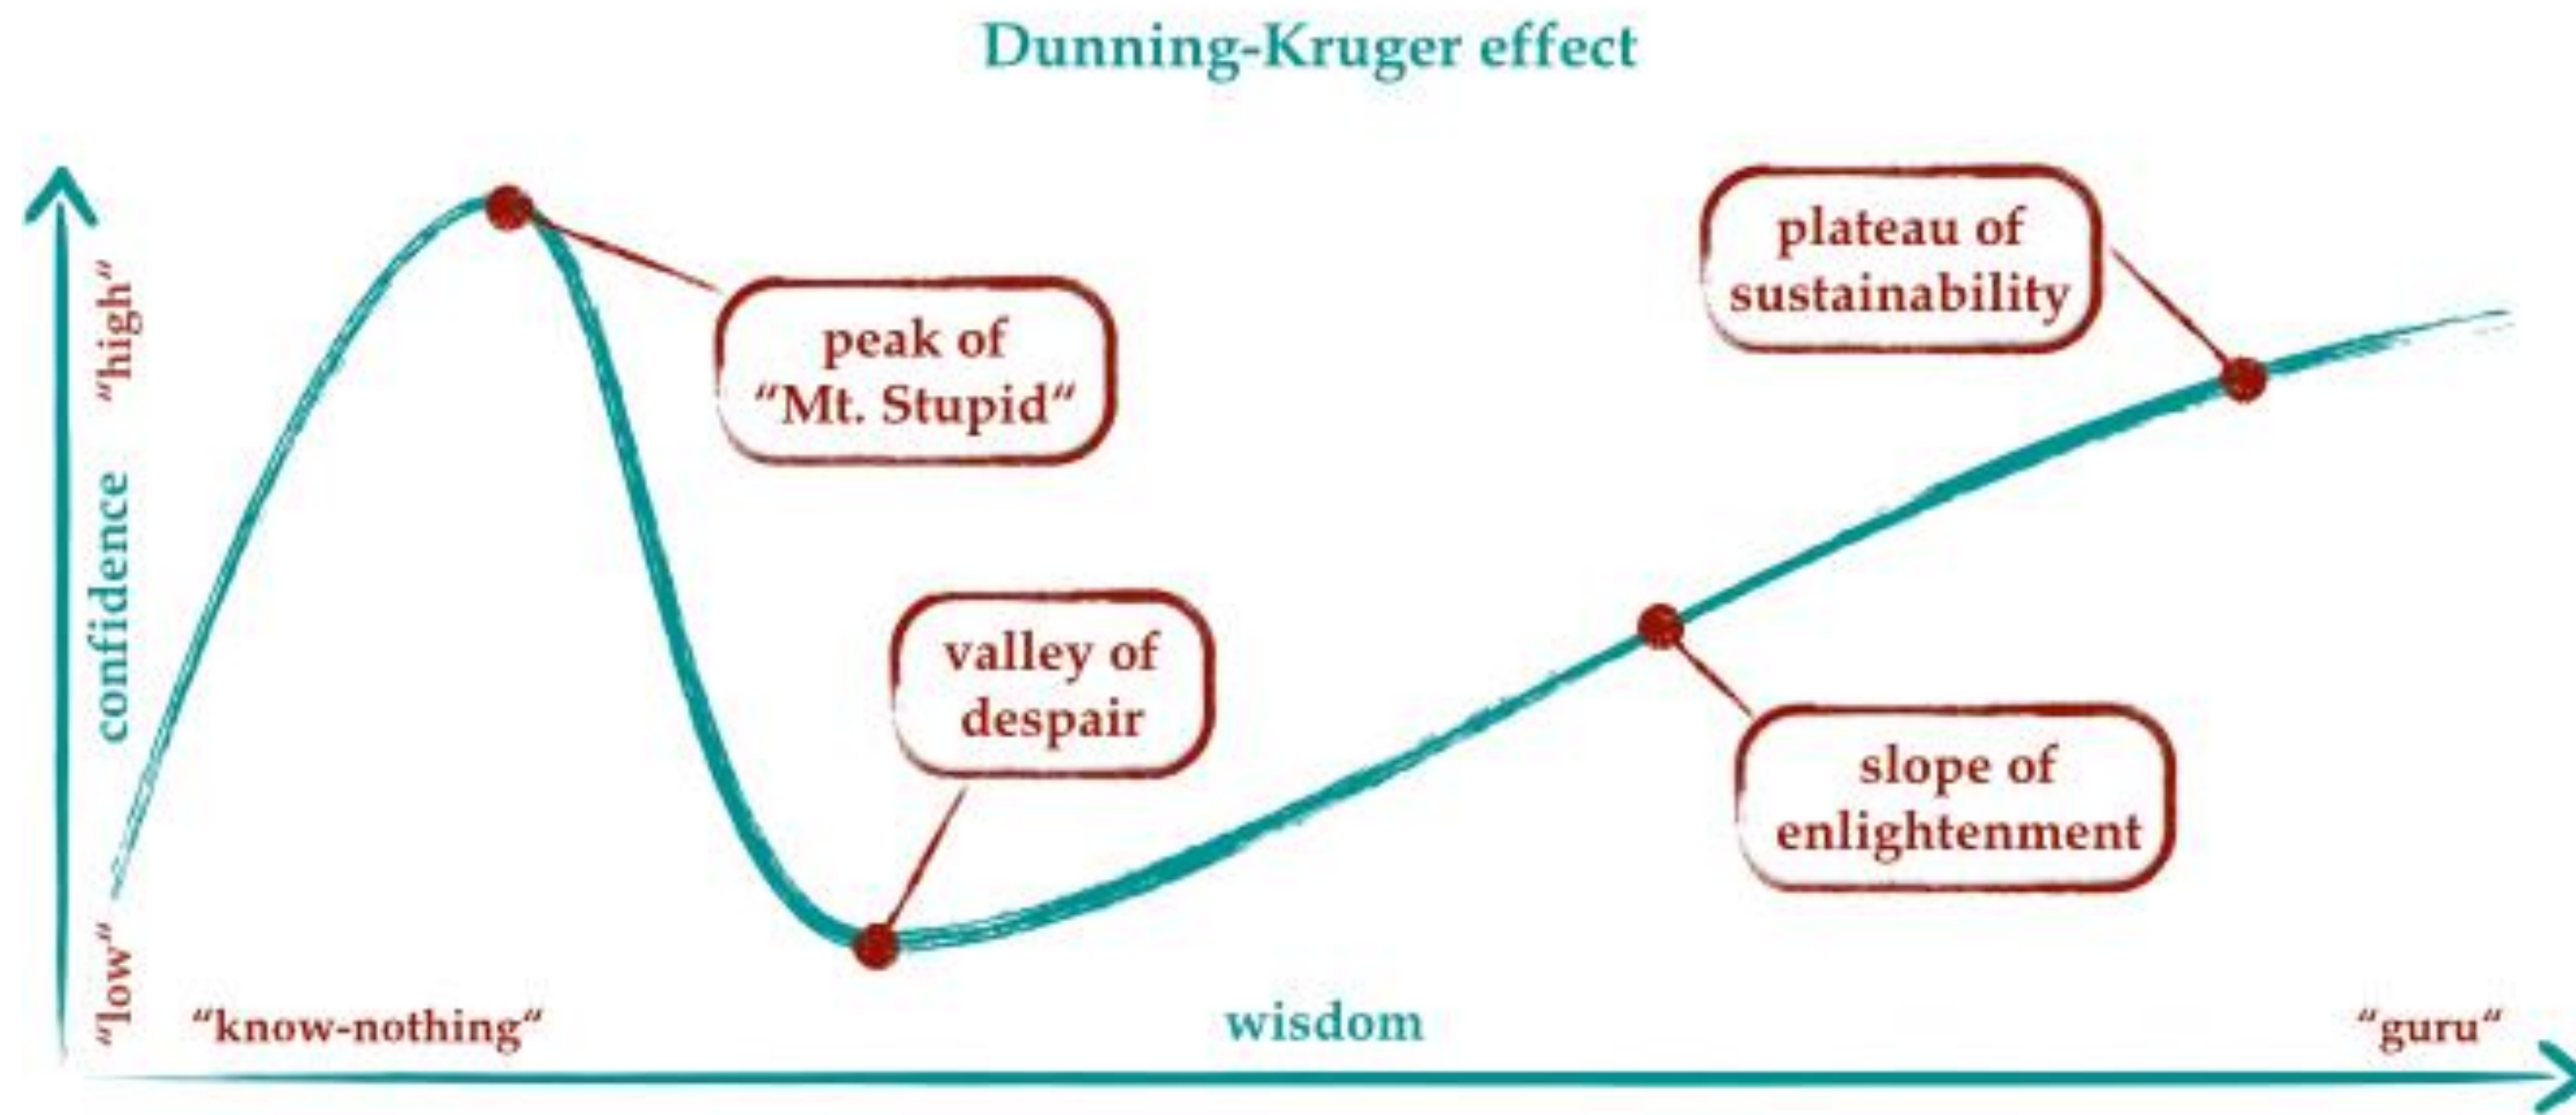 Dunning-Kruger effect
“high“
confidence
“low“
peak of
“Mt. Stupid“
valley of
despair
plateau of
sustainability
slope of
enlightenment
“know-nothing“
wisdom
“guru“